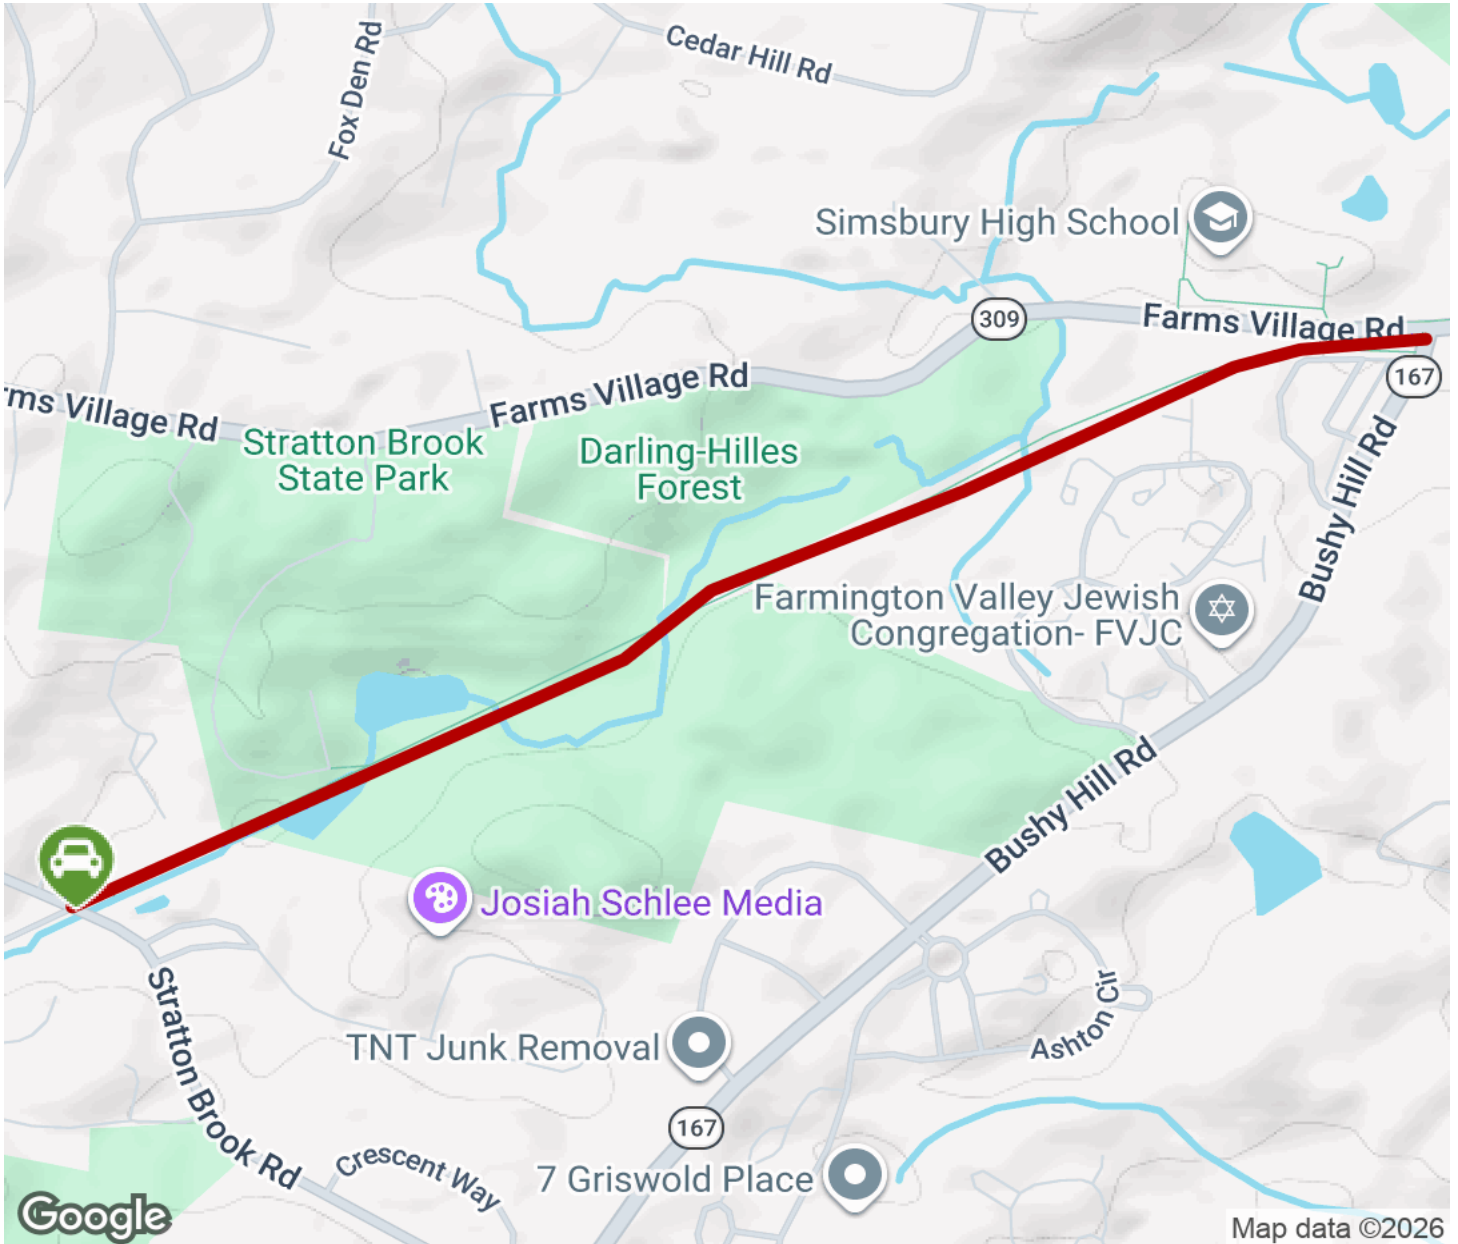 Cedar Hill Rd
Fox Den Rd
Simsbury High School
309
Farms Village Rd
167
Farms Village Rd
rms Village Rd
Stratton Brook
State Park
Darling-Hilles
Forest
Bushy Hill Rd
Farmington Valley Jewish
Congregation- FVJC
Bushy Hill Rd
Josiah Schlee Media
Stratton Brook Rd
TNT Junk Removal
Ashton Cir
167
Crescent Way
7 Griswold Place
Google
Map data ©2026